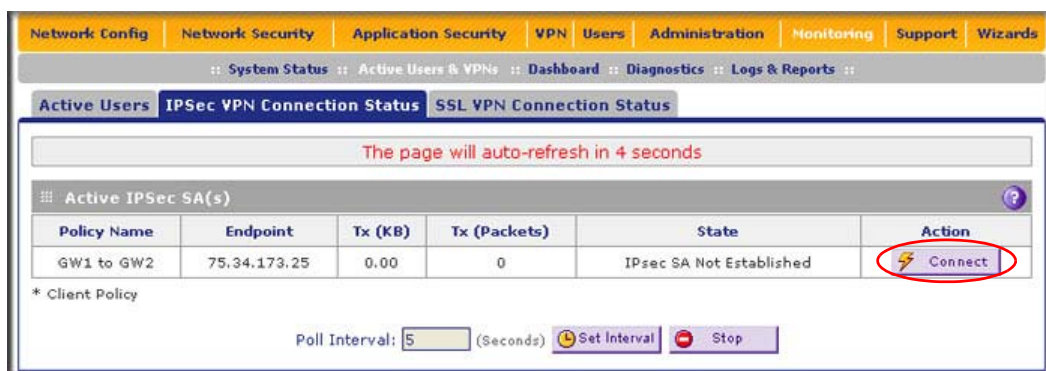 Network Config Network Security Application Security VPN Users Administration Monitoring Support Wizards
:: System Status :: Active Users & VPNs :: Dashboard :: Diagnostics :: Logs & Reports ::
Active Users IPSec VPN Connection Status SSL VPN Connection Status
The page will auto-refresh in 4 seconds
Active IPSec SA(s) ?
Policy Name Endpoint Tx (KB) Tx (Packets) State Action
GW1 to GW2 75.34.173.25 0.00 0 IPsec SA Not Established Connect
* Client Policy
Poll Interval: 5 (Seconds) Set Interval Stop